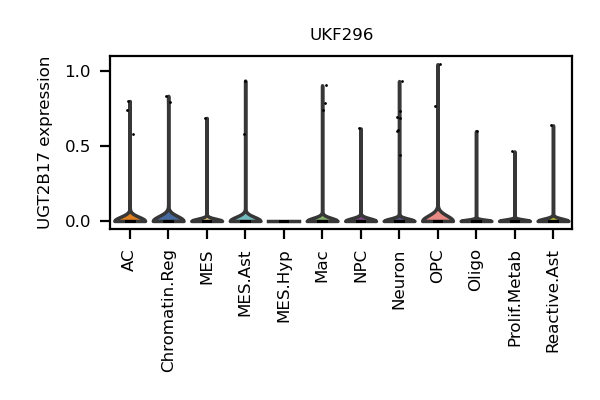 UKF296
UGT2B17 expression
1.0
0.5
0.0
AC
Chromatin.Reg
MES
MES.Ast
MES.Hyp
Mac
NPC
Neuron
OPC
Oligo
Prolif.Metab
Reactive.Ast